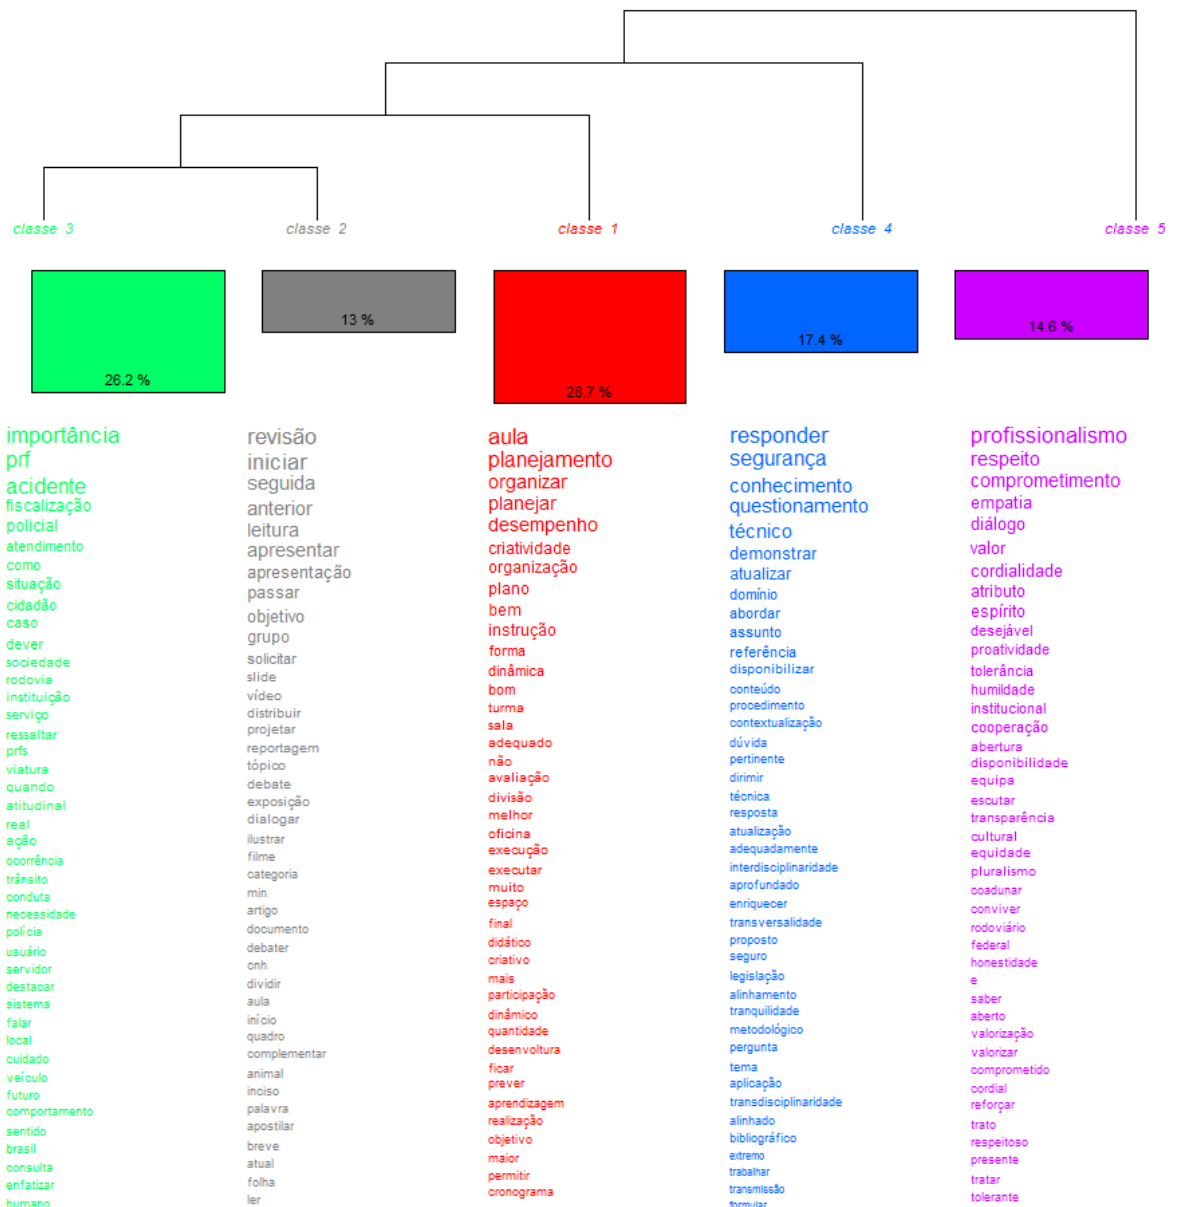 classe 3
classe 2
classe 1
classe 4
classe 5
26.2 %
13 %
28.7 %
17.4 %
14.6 %
importância
prf
acidente
fiscalização
policial
atendimento
como
situação
cidadão
caso
dever
sociedade
rodovia
instituição
serviço
ressaltar
prfs
viatura
quando
atitudinal
real
ação
ocorrência
trânsito
conduta
necessidade
polícia
usuário
servidor
destacar
sistema
falar
local
cuidado
veículo
futuro
comportamento
sentido
brasil
consulta
enfatizar
humano
revisão
iniciar
seguida
anterior
leitura
apresentar
apresentação
passar
objetivo
grupo
solicitar
slide
vídeo
distribuir
projetar
reportagem
tópico
debate
exposição
dialogar
ilustrar
filme
categoria
min
artigo
documento
debater
cnh
dividir
aula
início
quadro
complementar
animal
inciso
palavra
apostilar
breve
atual
folha
ler
aula
planejamento
organizar
planejar
desempenho
criatividade
organização
plano
bem
instrução
forma
dinâmica
bom
turma
sala
adequado
não
avaliação
divisão
melhor
oficina
execução
executar
muito
espaço
final
didático
criativo
mais
participação
dinâmico
quantidade
desenvoltura
ficar
prever
aprendizagem
realização
objetivo
maior
permitir
cronograma
responder
segurança
conhecimento
questionamento
técnico
demonstrar
atualizar
domínio
abordar
assunto
referência
disponibilizar
conteúdo
procedimento
contextualização
dúvida
pertinente
dirimir
técnica
resposta
atualização
adequadamente
interdisciplinaridade
aprofundado
enriquecer
transversalidade
proposto
seguro
legislação
alinhamento
tranquilidade
metodológico
pergunta
tema
aplicação
transdisciplinaridade
alinhado
bibliográfico
extremo
trabalhar
transmissão
formular
profissionalismo
respeito
comprometimento
empatia
diálogo
valor
cordialidade
atributo
espírito
desejável
proatividade
tolerância
humildade
institucional
cooperação
abertura
disponibilidade
equipa
escutar
transparência
cultural
equidade
pluralismo
coadunar
conviver
rodoviário
federal
honestidade
e
saber
aberto
valorização
valorizar
comprometido
cordial
reforçar
trato
respeitoso
presente
tratar
tolerante